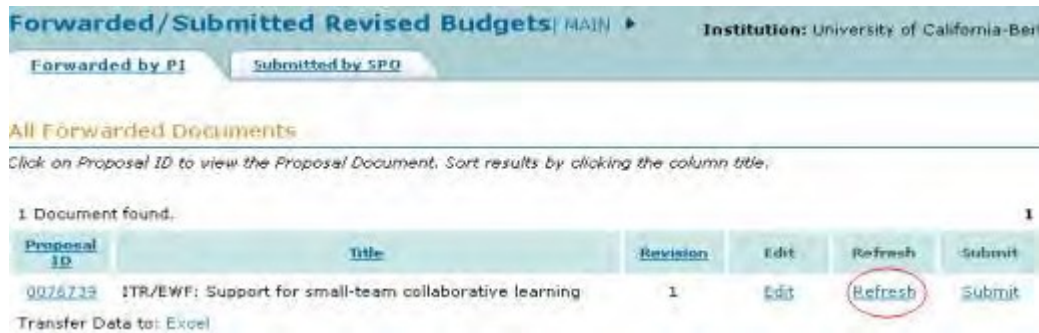 Forwarded/Submitted Revised Budgets| MAIN Institution: University of California-Ber
Forwarded by PI Submitted by SPO
All Forwarded Documents
Click on Proposal ID to view the Proposal Document. Sort results by clicking the column title.
1 Document found. 1
Proposal ID Title Revision Edit Refresh Submit
0076739 ITR/EWF: Support for small-team collaborative learning 1 Edit Refresh Submit
Transfer Data to: Excel